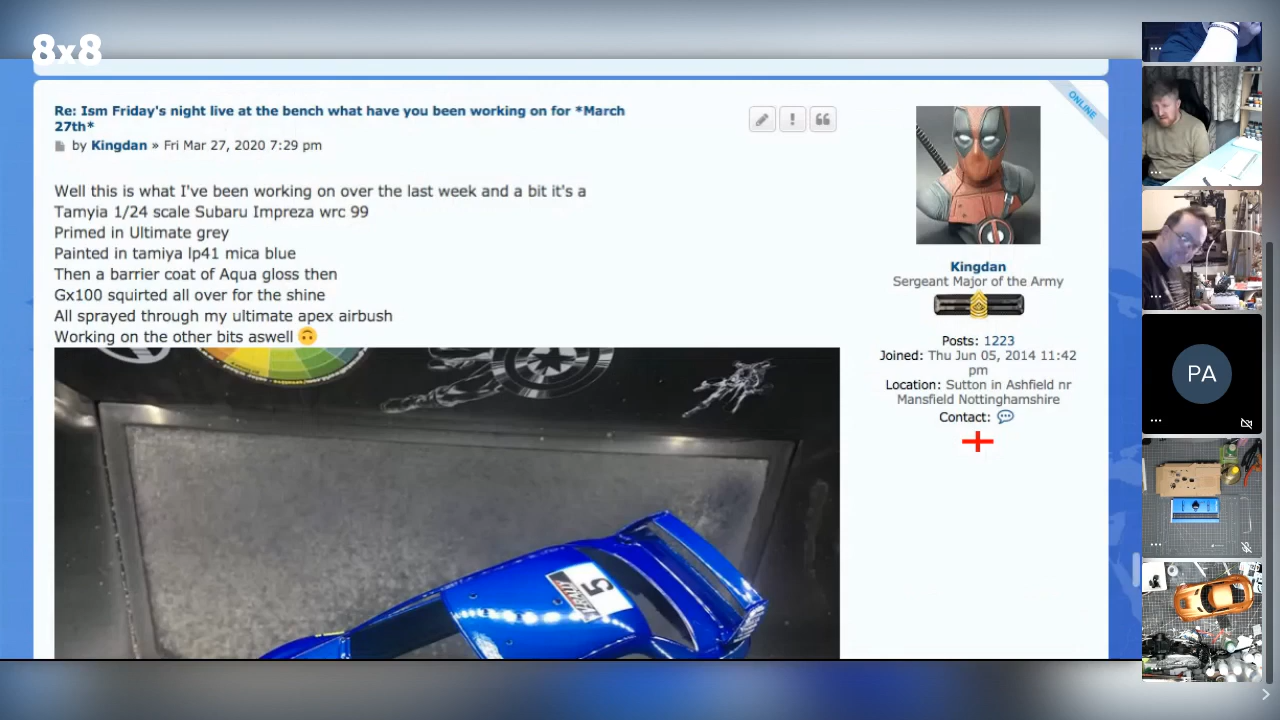 8x8
Re: Ism Friday's night live at the bench what have you been working on for *March
27th*
by Kingdan » Fri Mar 27, 2020 7:29 pm
Well this is what I've been working on over the last week and a bit it's a
Tamyia 1/24 scale Subaru Impreza wrc 99
Primed in Ultimate grey
Painted in tamiya lp41 mica blue
Then a barrier coat of Aqua gloss then
Gx100 squirted all over for the shine
All sprayed through my ultimate apex airbush
Working on the other bits aswell
5
ONLINE
Kingdan
Sergeant Major of the Army
Posts: 1223
Joined: Thu Jun 05, 2014 11:42
pm
Location: Sutton in Ashfield nr
Mansfield Nottinghamshire
Contact:
PA